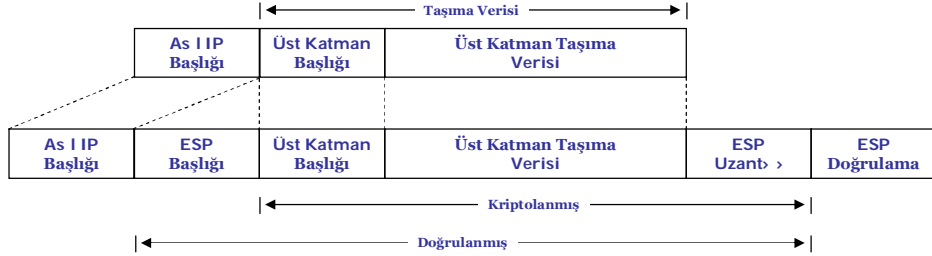 Taşıma Verisi
As l IP
Başlığı
Üst Katman
Başlığı
Üst Katman Taşıma
Verisi
As l IP
Başlığı
ESP
Başlığı
Üst Katman
Başlığı
Üst Katman Taşıma
Verisi
ESP
Uzant› ›
ESP
Doğrulama
Kriptolanmış
Doğrulanmış